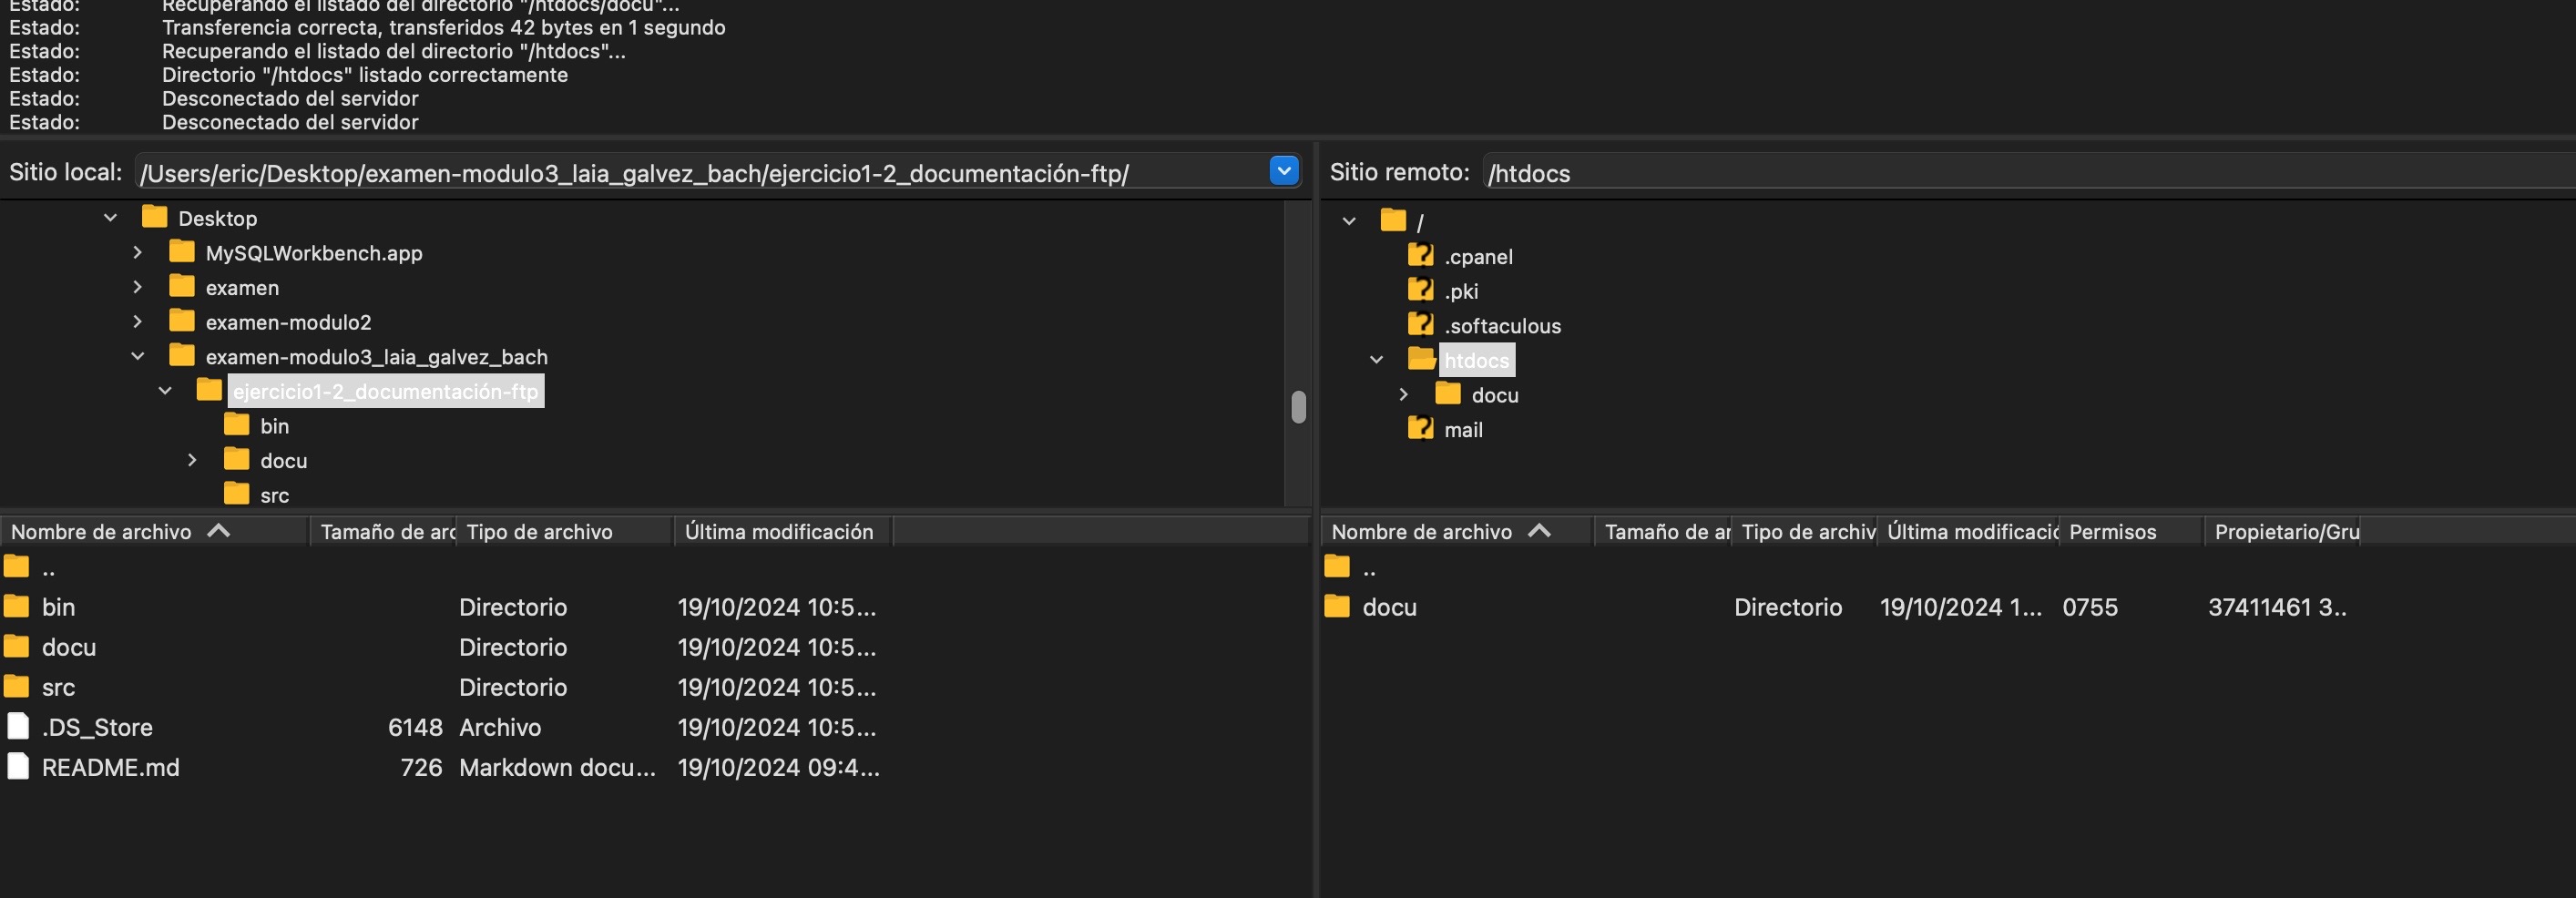 Estado: Recuperando el listado del directorio "/htdocs/docu"...
Estado: Transferencia correcta, transferidos 42 bytes en 1 segundo
Estado: Recuperando el listado del directorio "/htdocs"...
Estado: Directorio "/htdocs" listado correctamente
Estado: Desconectado del servidor
Estado: Desconectado del servidor
Sitio local: /Users/eric/Desktop/examen-modulo3_laia_galvez_bach/ejercicio1-2_documentación-ftp/
Desktop
MySQLWorkbench.app
examen
examen-modulo2
examen-modulo3_laia_galvez_bach
ejercicio1-2_documentación-ftp
bin
docu
src
Nombre de archivo Tamaño de arc Tipo de archivo Última modificación
..
bin Directorio 19/10/2024 10:5...
docu Directorio 19/10/2024 10:5...
src Directorio 19/10/2024 10:5...
.DS_Store 6148 Archivo 19/10/2024 10:5...
README.md 726 Markdown docu... 19/10/2024 09:4...
Sitio remoto: /htdocs
/
.cpanel
.pki
.softaculous
htdocs
docu
mail
Nombre de archivo Tamaño de ar Tipo de archiv Última modificació Permisos Propietario/Gru
..
docu Directorio 19/10/2024 1... 0755 37411461 3..